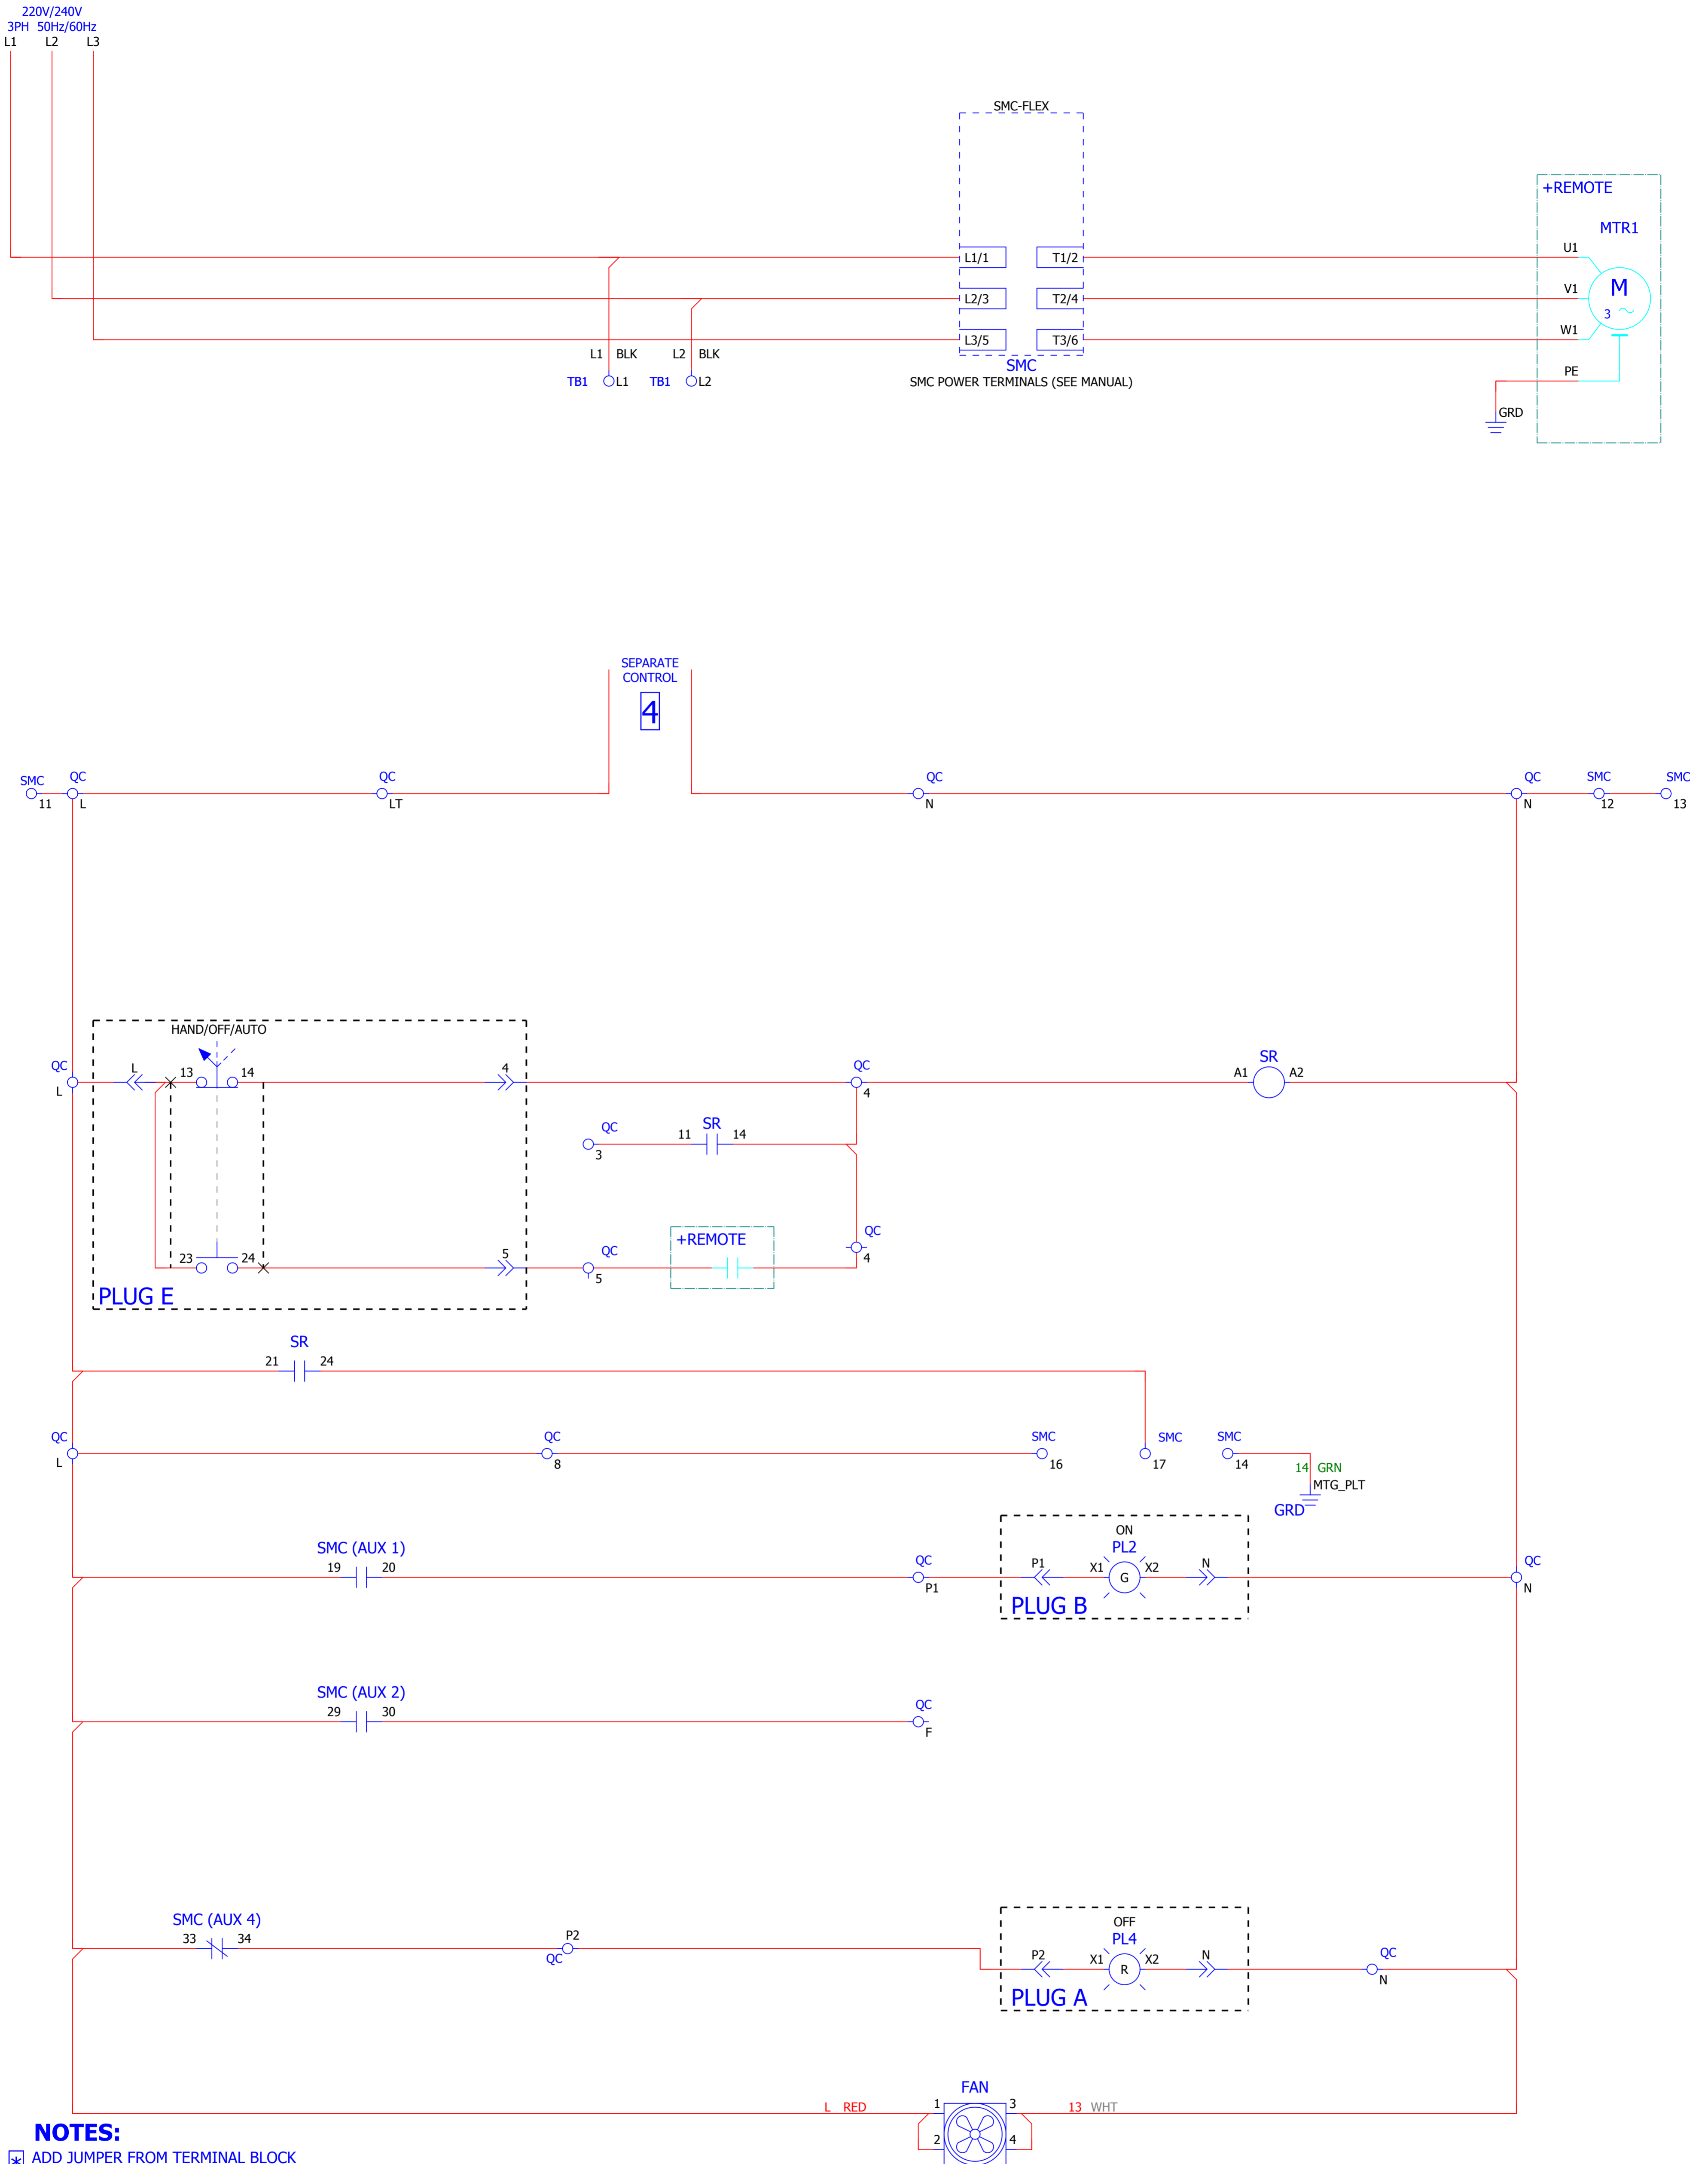 220V/240V
3PH 50Hz/60Hz
L1 L2 L3
SMC-FLEX
+REMOTE
MTR1
L1/1 T1/2 U1
L2/3 T2/4 V1 M
3
L3/5 T3/6 W1
L1 BLK L2 BLK
SMC
TB1 L1 TB1 L2
SMC POWER TERMINALS (SEE MANUAL)
PE
GRD
SEPARATE
CONTROL
4
SMC QC QC QC QC SMC SMC
11 L LT N N 12 13
HAND/OFF/AUTO
QC L 13 14 4 QC SR
L 4 A1 A2
QC 11 SR 14
3
QC
23 24 5 QC +REMOTE 4
5
PLUG E
SR
21 24
QC QC SMC SMC SMC
L 8 16 17 14
14 GRN
MTG_PLT
GRD
SMC (AUX 1)
19 20
ON
PL2
QC P1 X1 G X2 N QC
P1 N
PLUG B
SMC (AUX 2)
29 30
QC
F
SMC (AUX 4)
33 34
P2
QC
OFF
PL4
P2 X1 R X2 N QC
N
PLUG A
FAN
L RED 1 3 13 WHT
2 4
NOTES:
* ADD JUMPER FROM TERMINAL BLOCK